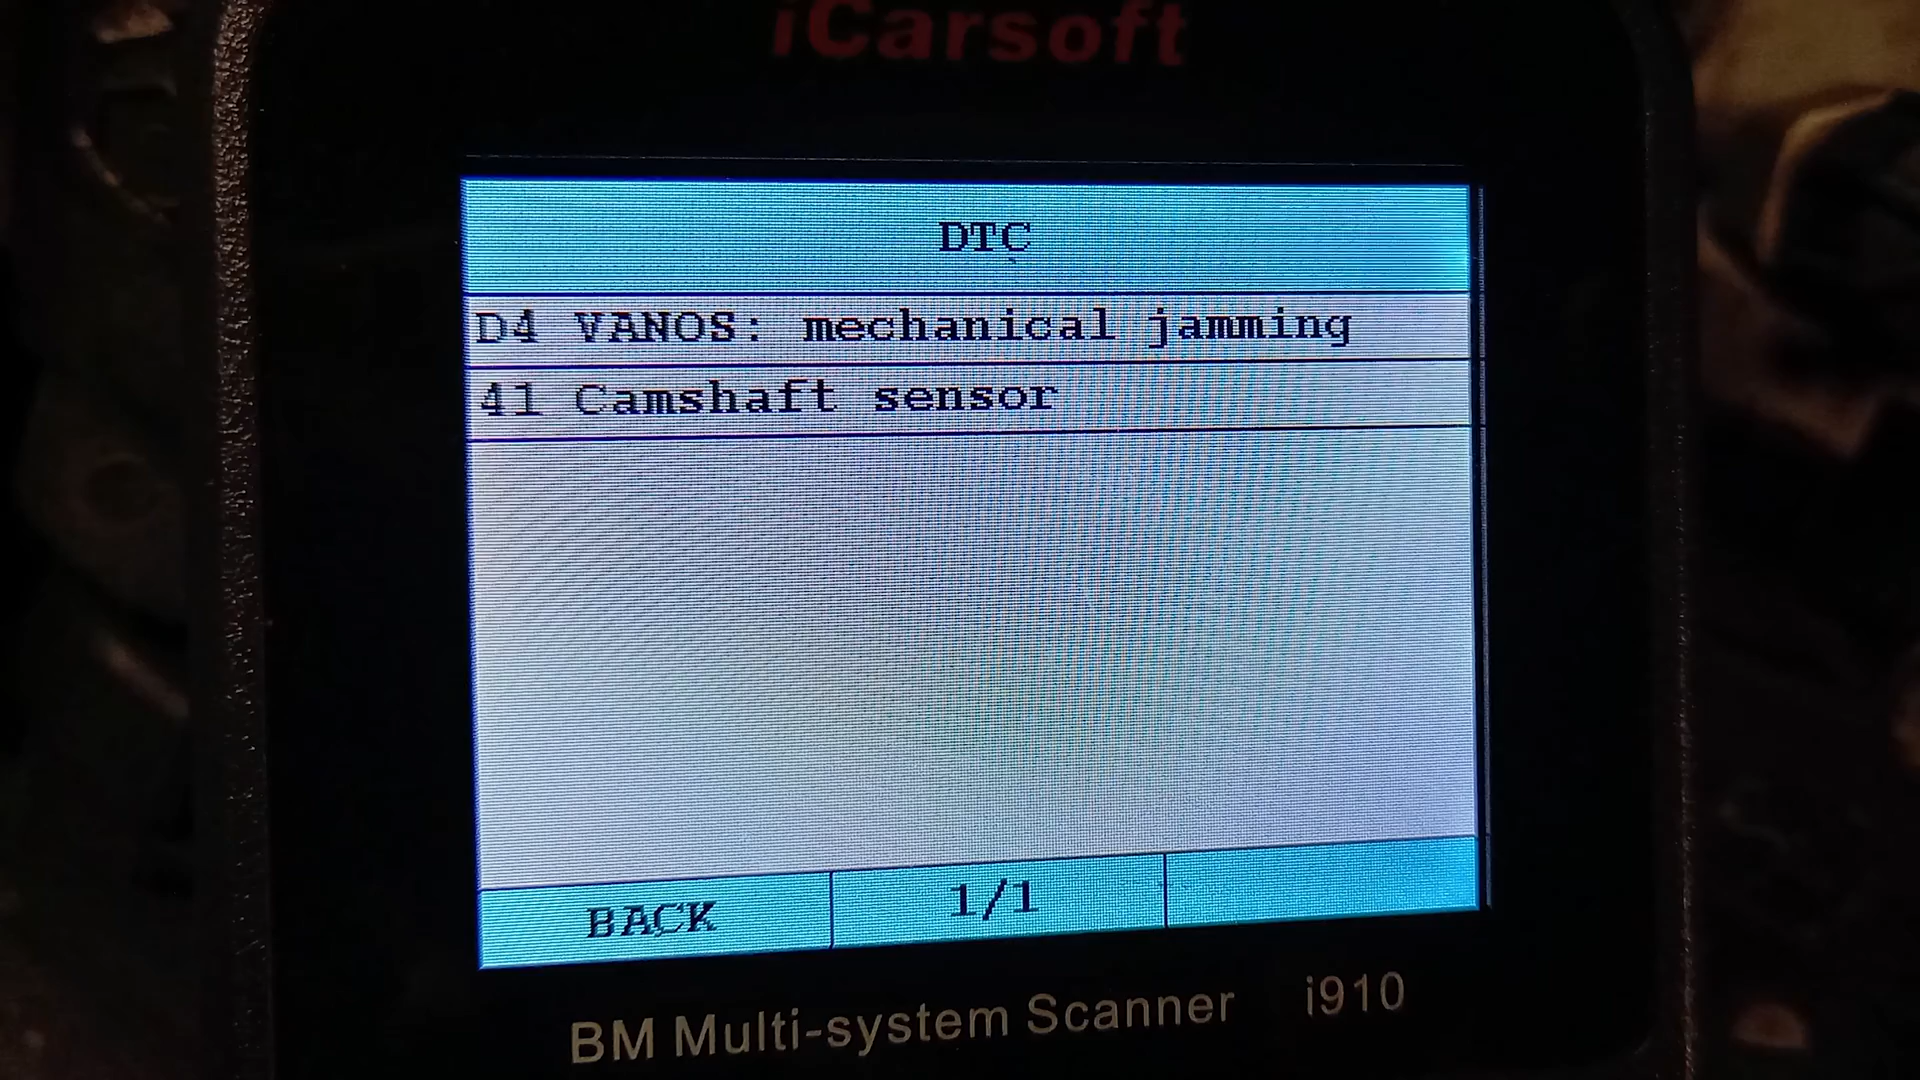 iCarsoft
DTC
D4 VANOS: mechanical jamming
41 Camshaft sensor
BACK
1/1
BM Multi-system Scanner i910